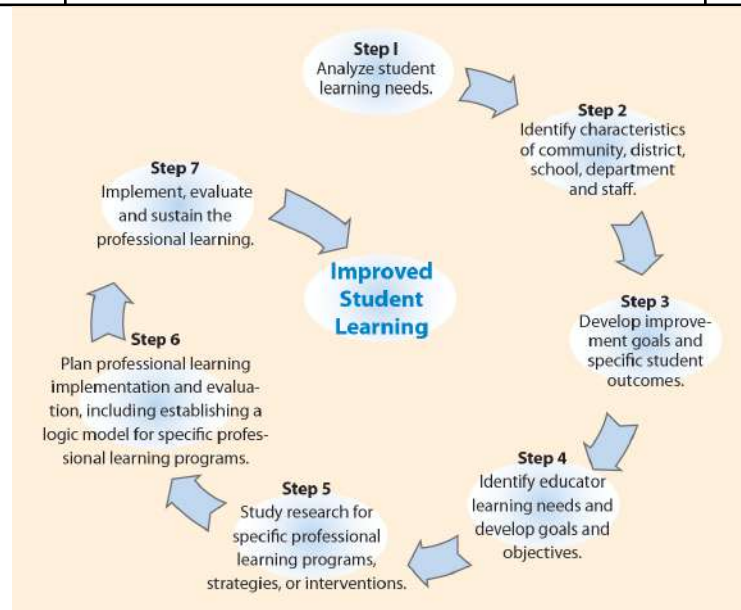 Step I
Analyze student
learning needs.
Step 2
Identify characteristics
of community, district,
school, department
and staff.
Step 3
Develop improve-
ment goals and
specific student
outcomes.
Step 4
Identify educator
learning needs and
develop goals and
objectives.
Step 5
Study research for
specific professional
learning programs,
strategies, or interventions.
Step 6
Plan professional learning
implementation and evalua-
tion, including establishing a
logic model for specific profes-
sional learning programs.
Step 7
Implement, evaluate
and sustain the
professional learning.
Improved
Student
Learning